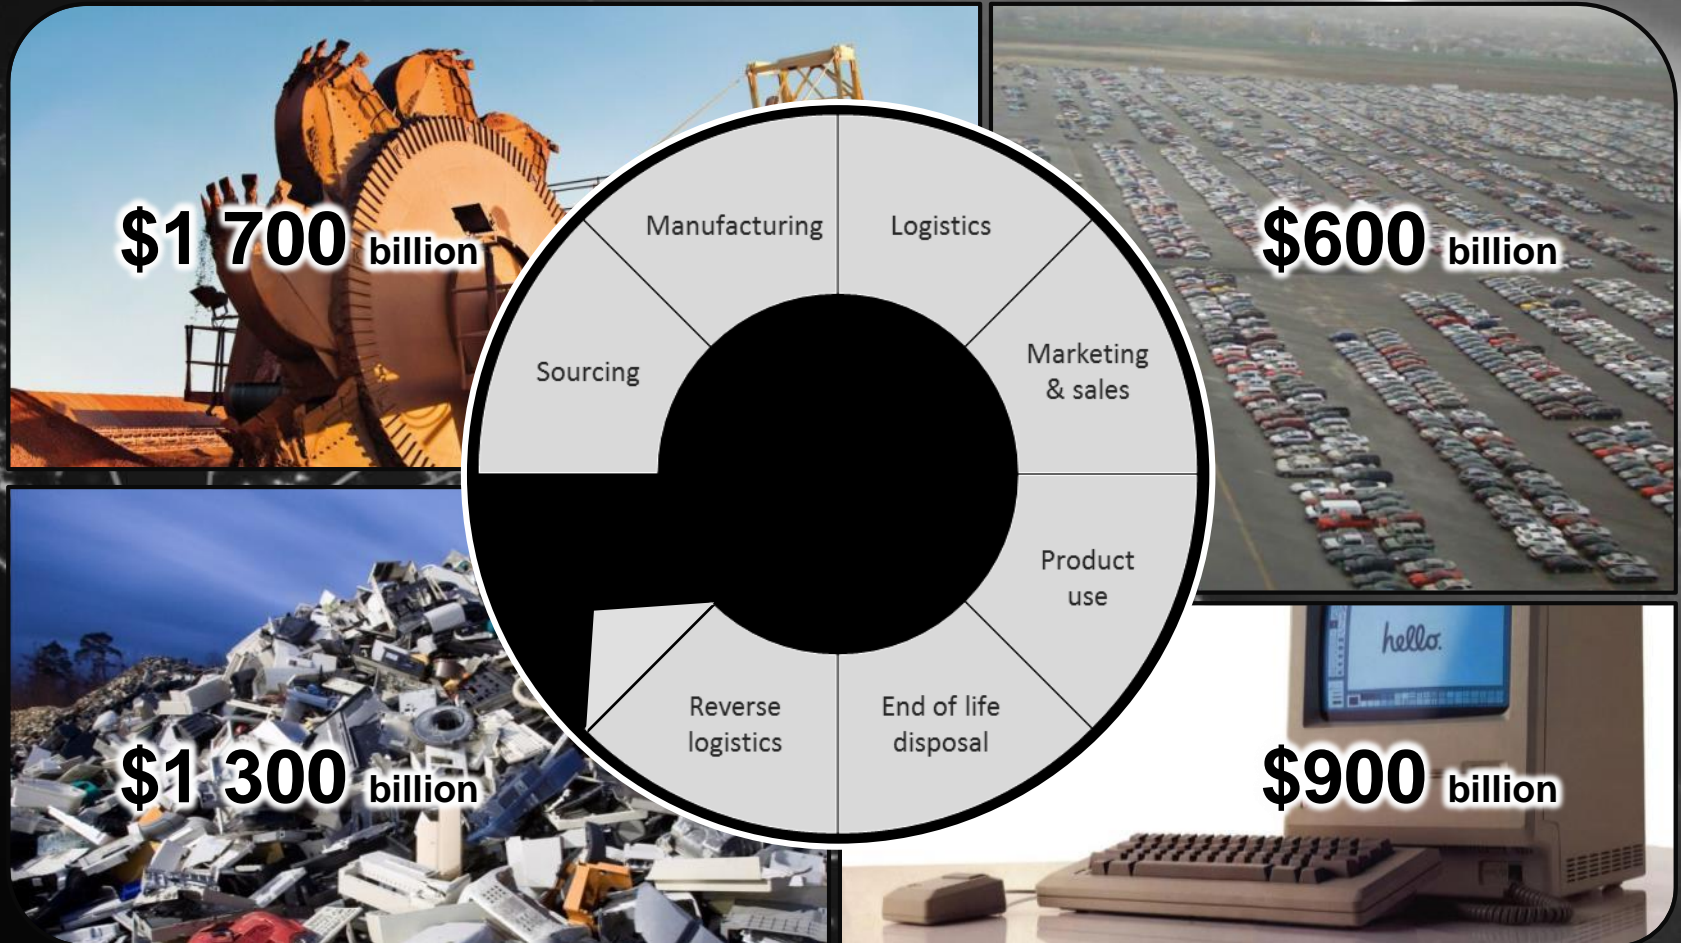 $1 700 billion
$600 billion
Manufacturing
Logistics
Sourcing
Marketing
& sales
Product
use
Reverse
logistics
End of life
disposal
hello.
$1 300 billion
$900 billion